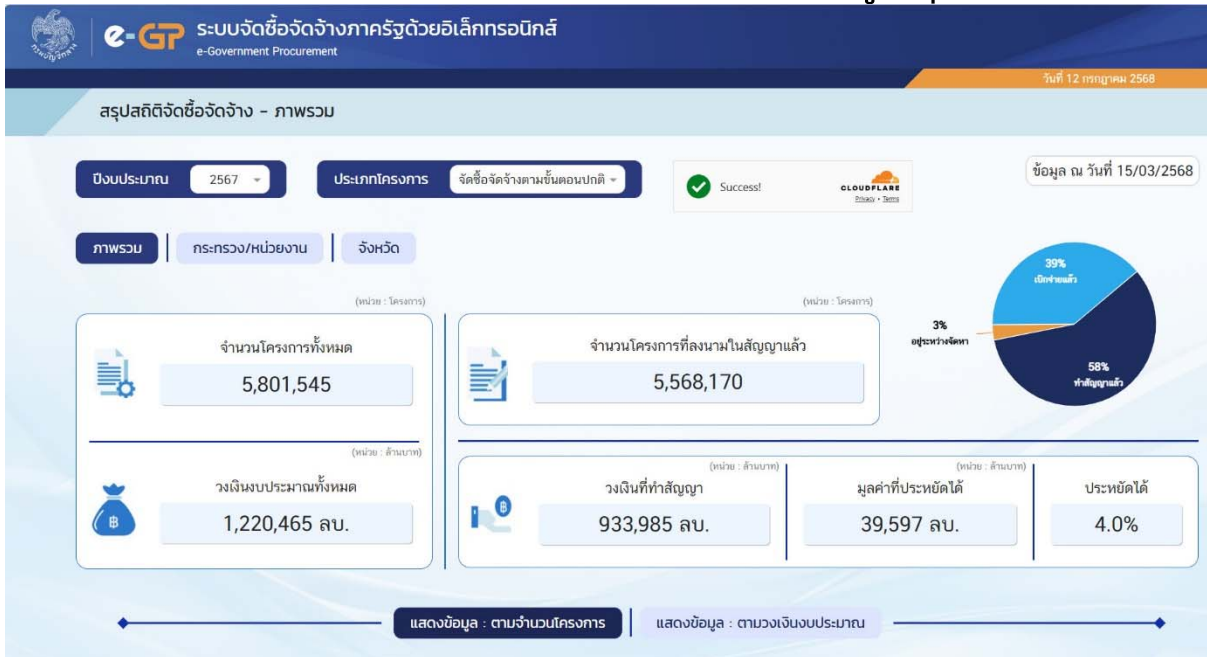 e-GP ระบบจัดซื้อจัดจ้างภาครัฐด้วยอิเล็กทรอนิกส์
e-Government Procurement
กรมบัญชีกลาง
วันที่ 12 กรกฎาคม 2568
สรุปสถิติจัดซื้อจัดจ้าง - ภาพรวม
ปีงบประมาณ 2567 ประเภทโครงการ จัดซื้อจัดจ้างตามขั้นตอนปกติ
Success!
CLOUDFLARE
Privacy • Terms
ข้อมูล ณ วันที่ 15/03/2568
ภาพรวม กระทรวง/หน่วยงาน จังหวัด
39%
เบิกจ่ายแล้ว
3%
อยู่ระหว่างจัดหา
58%
ทำสัญญาแล้ว
(หน่วย : โครงการ)
จำนวนโครงการทั้งหมด
5,801,545
(หน่วย : โครงการ)
จำนวนโครงการที่ลงนามในสัญญาแล้ว
5,568,170
(หน่วย : ล้านบาท)
วงเงินงบประมาณทั้งหมด
฿
1,220,465 ลบ.
(หน่วย : ล้านบาท)
วงเงินที่ทำสัญญา
฿
933,985 ลบ.
(หน่วย : ล้านบาท)
มูลค่าที่ประหยัดได้
39,597 ลบ.
ประหยัดได้
4.0%
แสดงข้อมูล : ตามจำนวนโครงการ แสดงข้อมูล : ตามวงเงินงบประมาณ